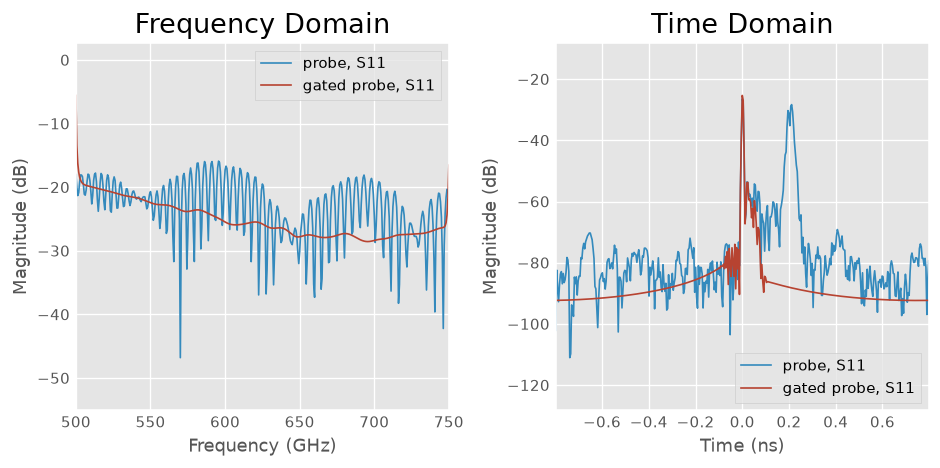 Frequency Domain
Magnitude (dB)
0
−10
−20
−30
−40
−50
probe, S11
gated probe, S11
500
550
600
650
700
750
Frequency (GHz)
Time Domain
Magnitude (dB)
−20
−40
−60
−80
−100
−120
probe, S11
gated probe, S11
−0.6
−0.4
−0.2
0.0
0.2
0.4
0.6
Time (ns)